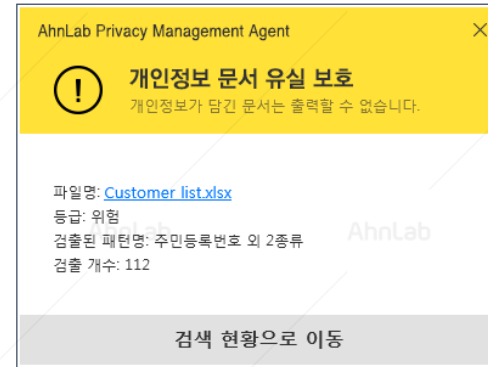 AhnLab Privacy Management Agent
개인정보 문서 유실 보호
개인정보가 담긴 문서는 출력할 수 없습니다.
파일명: Customer list.xlsx
등급: 위험
검출된 패턴명: 주민등록번호 외 2종류
검출 개수: 112
AhnLab
AhnLab
검색 현황으로 이동